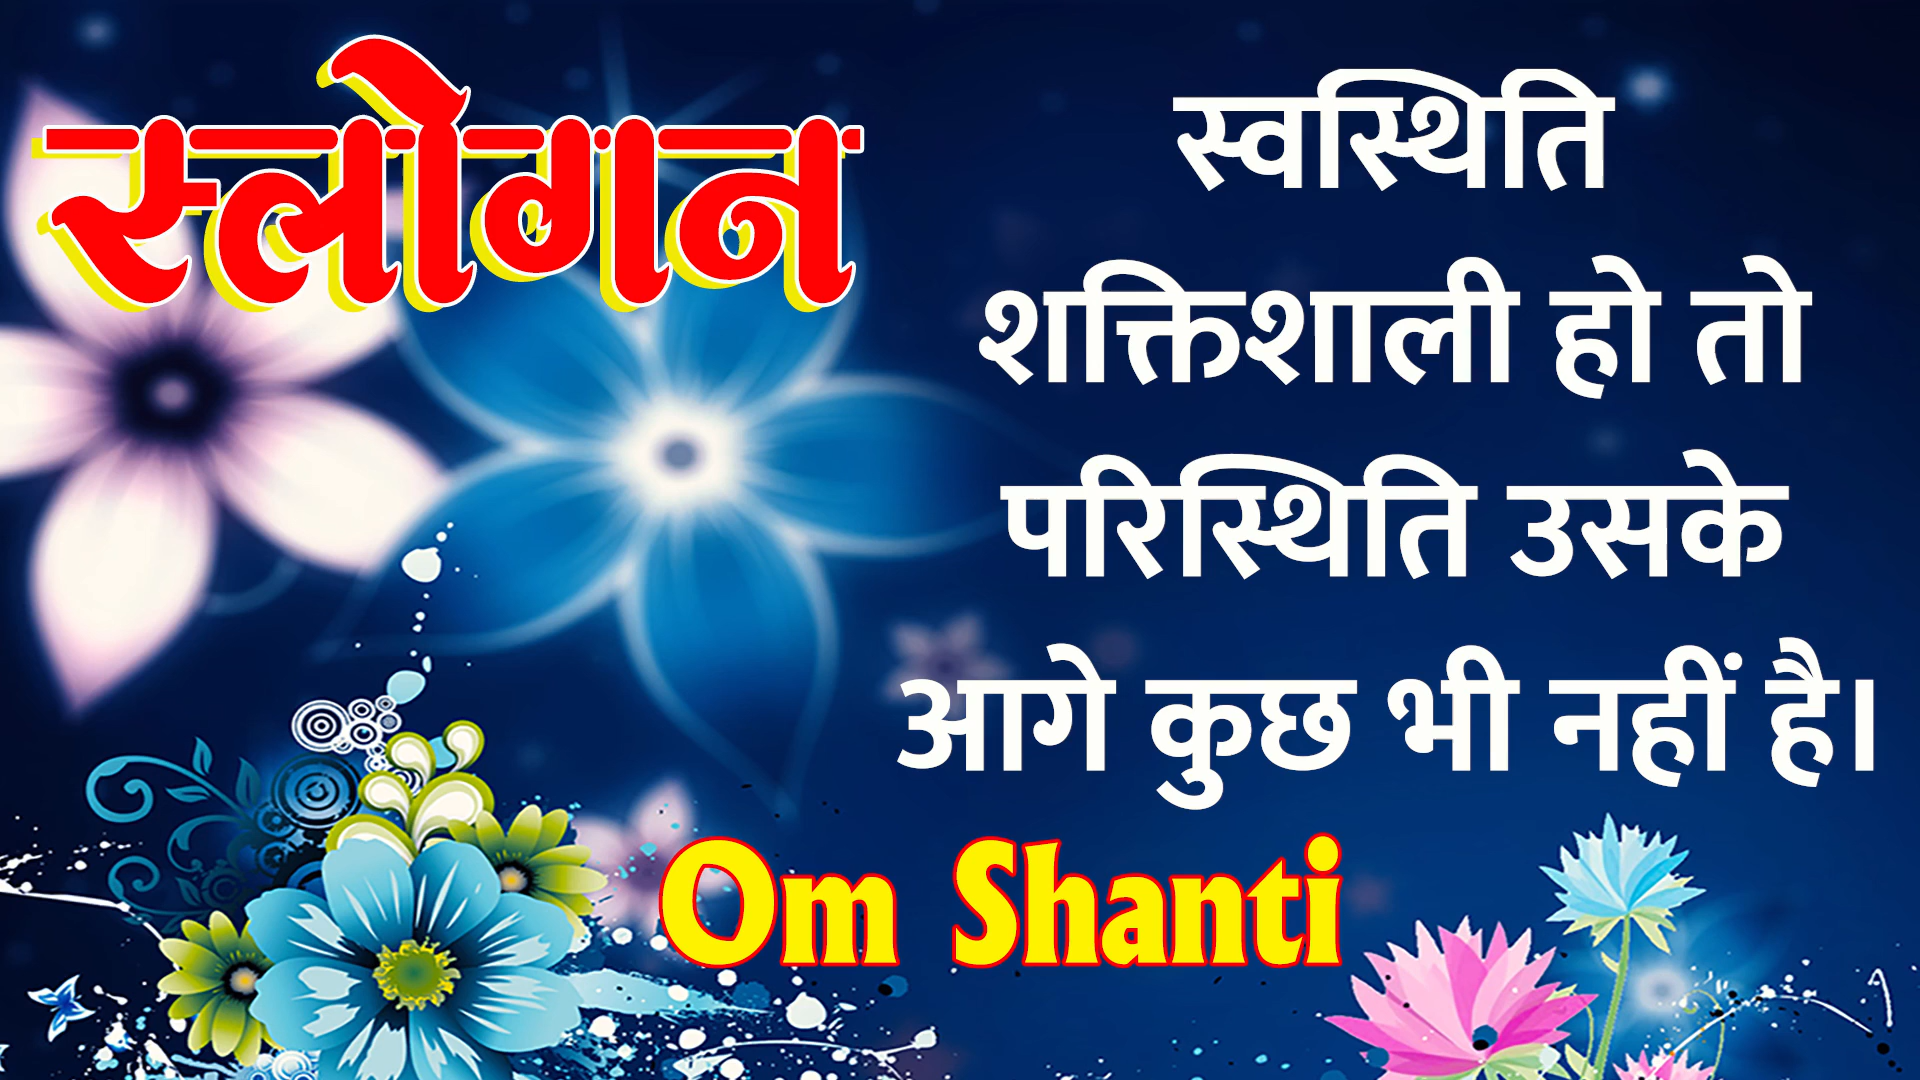 स्लोगन
स्वस्थिति
शक्तिशाली हो तो
परिस्थिति उसके
आगे कुछ भी नहीं है।
Om Shanti